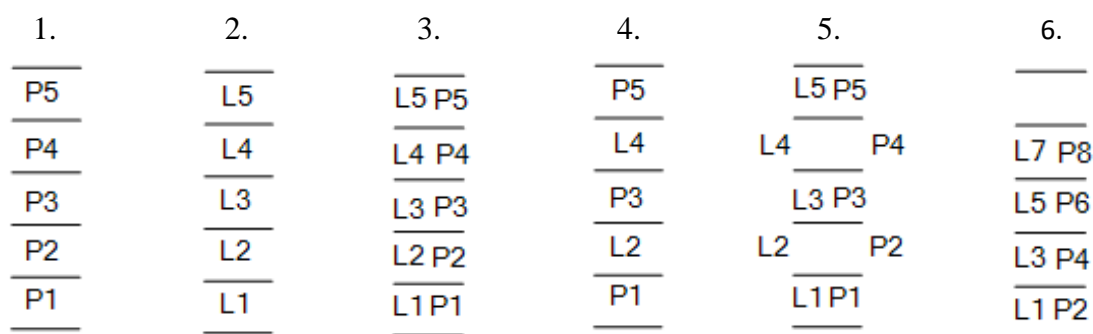 1. 2. 3. 4. 5. 6.
P5 L5 L5 P5 P5 L5 P5
P4 L4 L4 P4 L4 L4 P4 L7 P8
P3 L3 L3 P3 P3 L3 P3 L5 P6
P2 L2 L2 P2 L2 L2 P2 L3 P4
P1 L1 L1 P1 P1 L1 P1 L1 P2